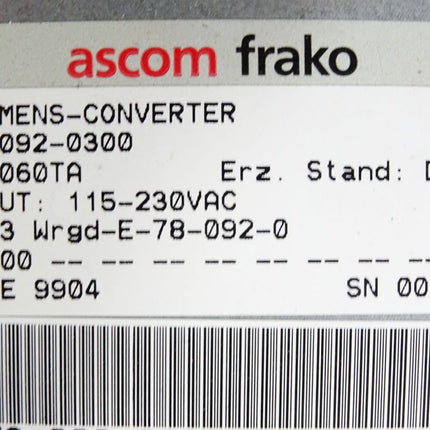 ascom frako
MENS-CONVERTER
092-0300
060TA Erz. Stand: D
UT: 115-230VAC
3 Wrgd-E-78-092-0
00 -- -- -- -- -- -- -- --
E 9904 SN 00